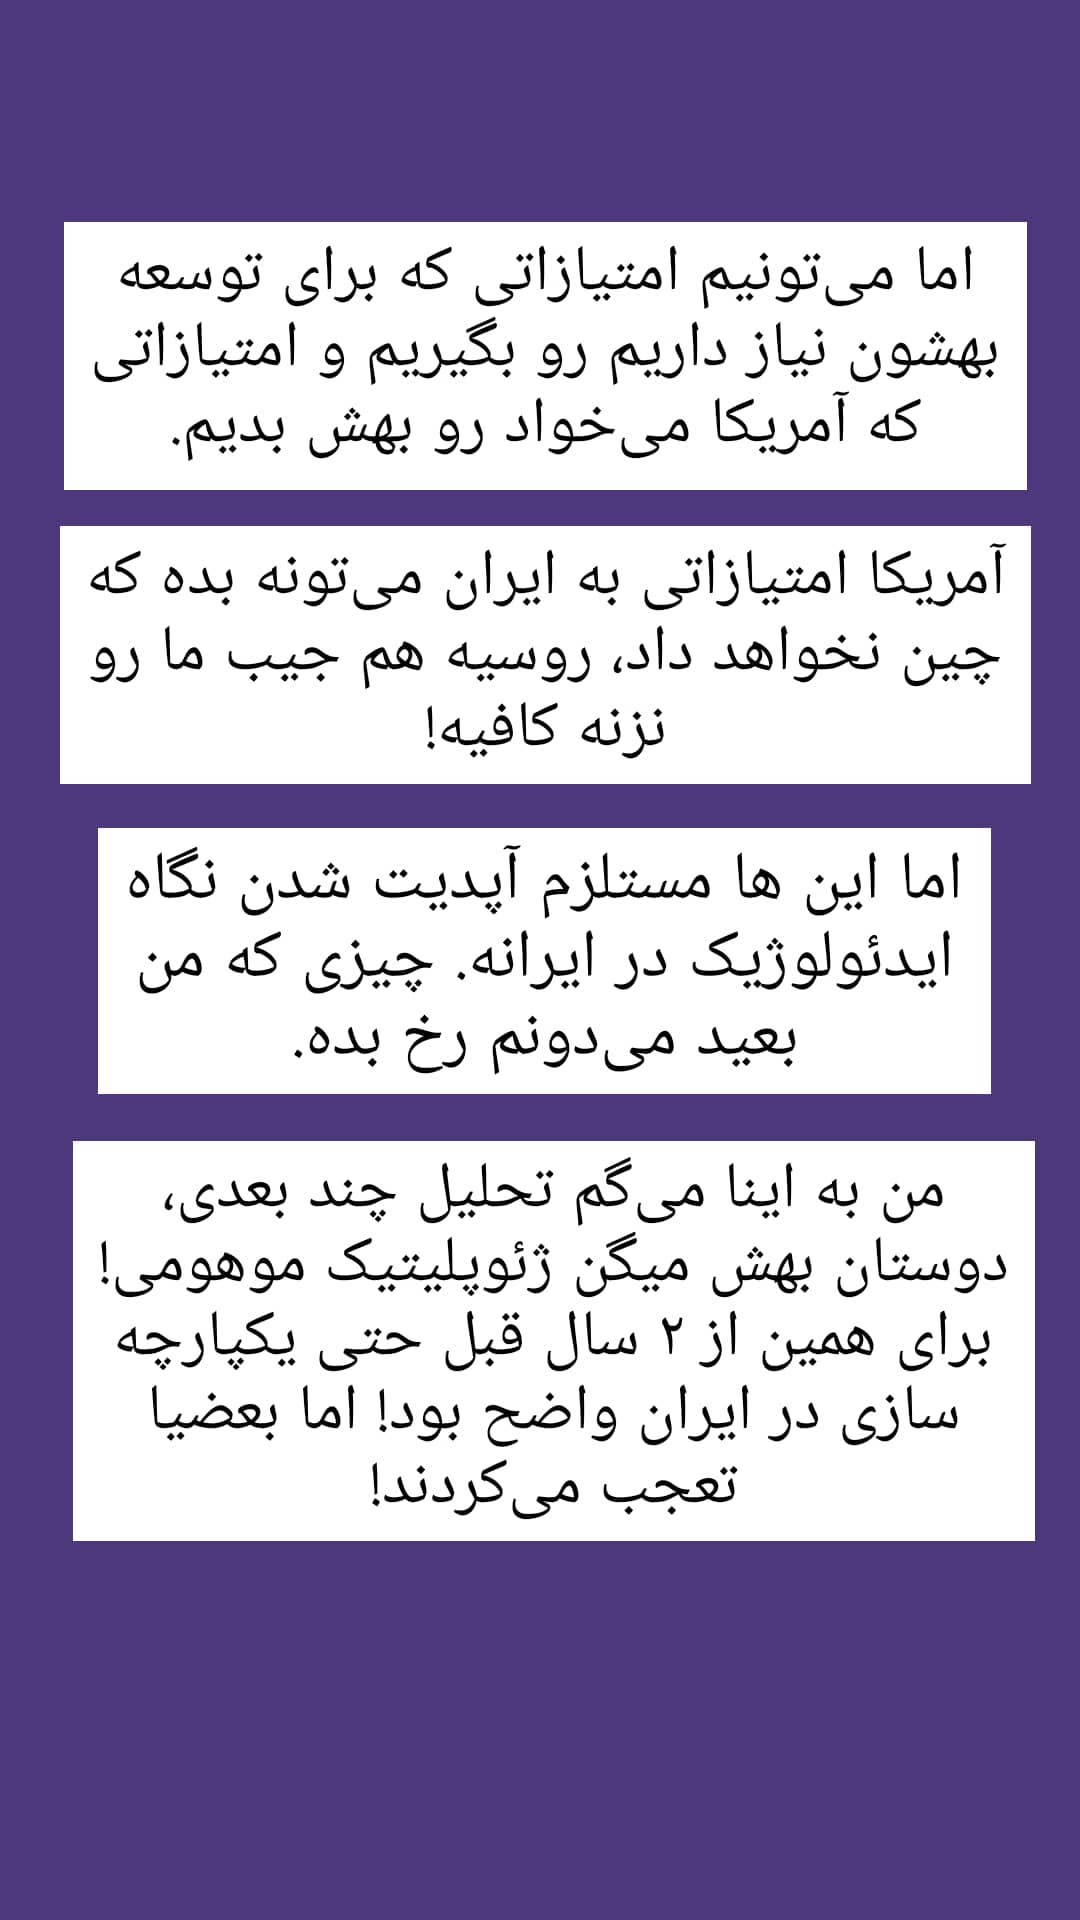 اما می‌تونیم امتیازاتی که برای توسعه
بهشون نیاز داریم رو بگیریم و امتیازاتی
که آمریکا می‌خواد رو بهش بدیم.
آمریکا امتیازاتی به ایران می‌تونه بده که
چین نخواهد داد، روسیه هم جیب ما رو
نزنه کافیه!
اما این ها مستلزم آپدیت شدن نگاه
ایدئولوژیک در ایرانه. چیزی که من
بعید می‌دونم رخ بده.
من به اینا می‌گم تحلیل چند بعدی،
دوستان بهش میگن ژئوپلیتیک موهومی!
برای همین از ۲ سال قبل حتی یکپارچه
سازی در ایران واضح بود! اما بعضیا
تعجب می‌کردند!